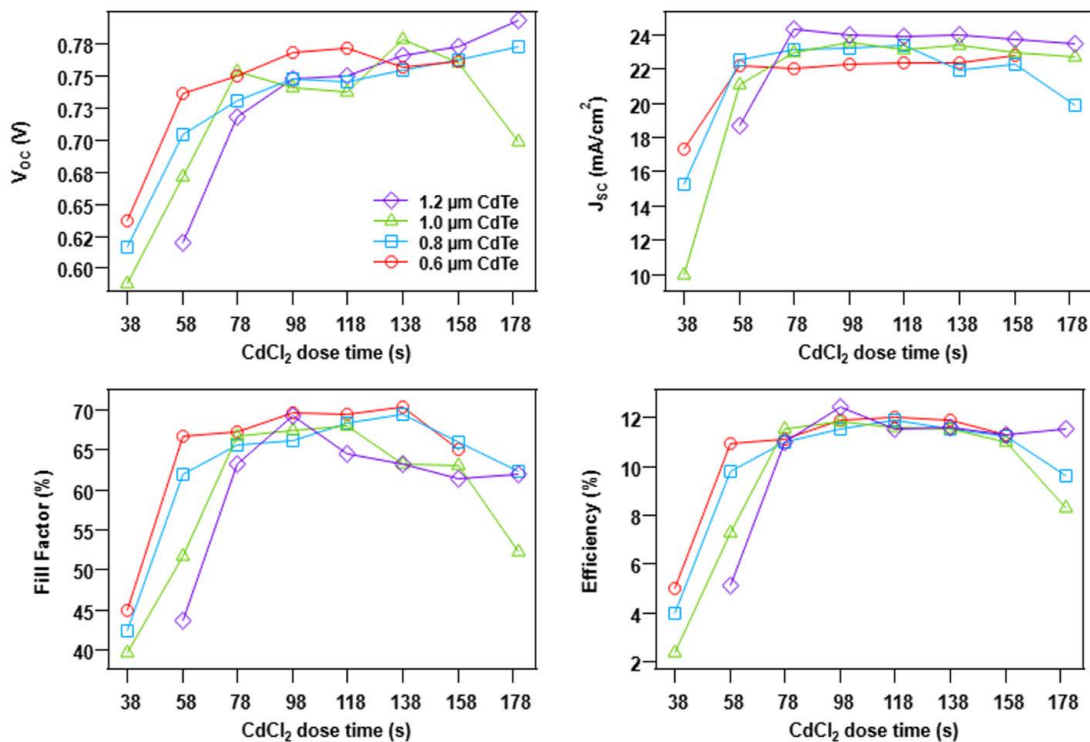 0.78
0.75
0.73
0.70
0.68
0.65
0.62
0.60
V_OC (V)
1.2 µm CdTe
1.0 µm CdTe
0.8 µm CdTe
0.6 µm CdTe
38 58 78 98 118 138 158 178
CdCl₂ dose time (s)
24
22
20
18
16
14
12
10
J_SC (mA/cm²)
38 58 78 98 118 138 158 178
CdCl₂ dose time (s)
70
65
60
55
50
45
40
Fill Factor (%)
38 58 78 98 118 138 158 178
CdCl₂ dose time (s)
12
10
8
6
4
2
Efficiency (%)
38 58 78 98 118 138 158 178
CdCl₂ dose time (s)